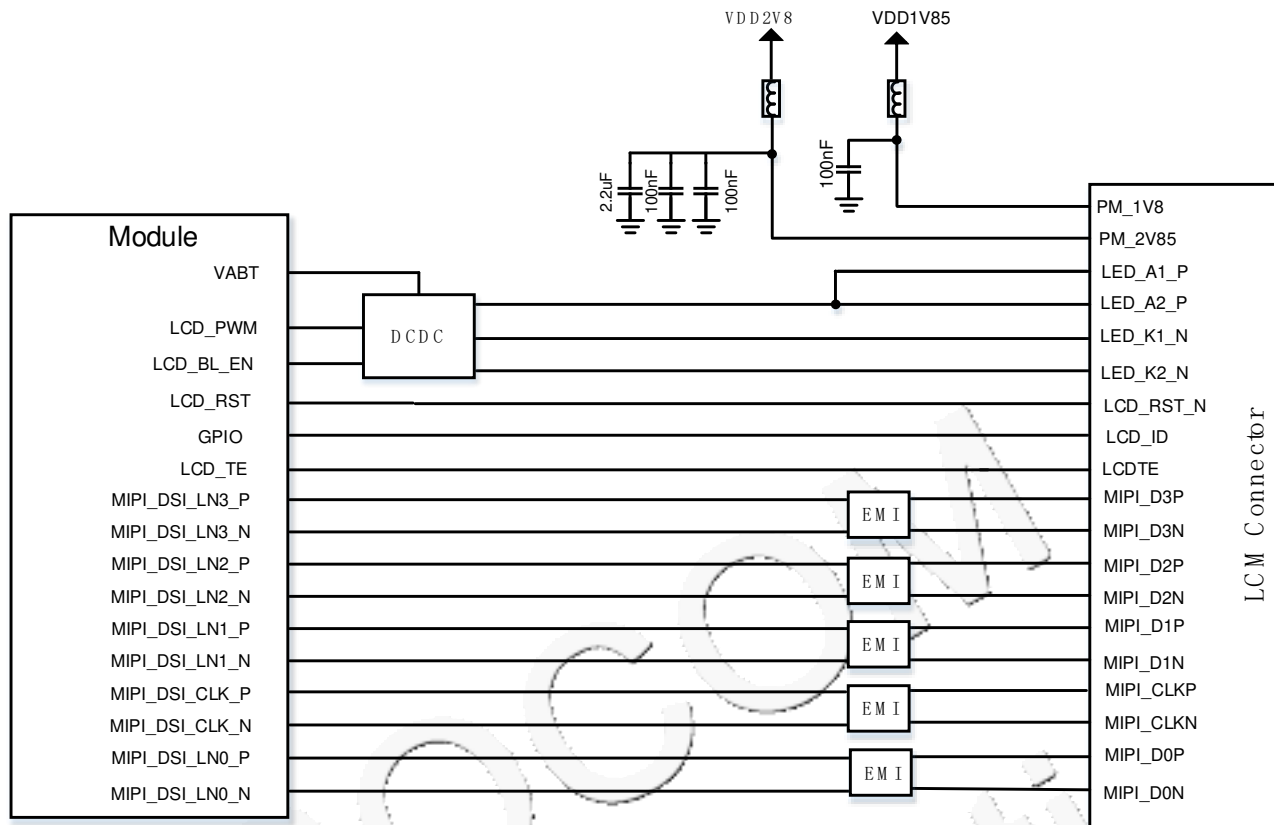 VDD2V8
VDD1V85
2.2uF
100nF
100nF
100nF
Module
VABT
LCD_PWM
LCD_BL_EN
LCD_RST
GPIO
LCD_TE
MIPI_DSI_LN3_P
MIPI_DSI_LN3_N
MIPI_DSI_LN2_P
MIPI_DSI_LN2_N
MIPI_DSI_LN1_P
MIPI_DSI_LN1_N
MIPI_DSI_CLK_P
MIPI_DSI_CLK_N
MIPI_DSI_LN0_P
MIPI_DSI_LN0_N
DCDC
EMI
EMI
EMI
EMI
EMI
PM_1V8
PM_2V85
LED_A1_P
LED_A2_P
LED_K1_N
LED_K2_N
LCD_RST_N
LCD_ID
LCDTE
MIPI_D3P
MIPI_D3N
MIPI_D2P
MIPI_D2N
MIPI_D1P
MIPI_D1N
MIPI_CLKP
MIPI_CLKN
MIPI_D0P
MIPI_D0N
LCM Connector